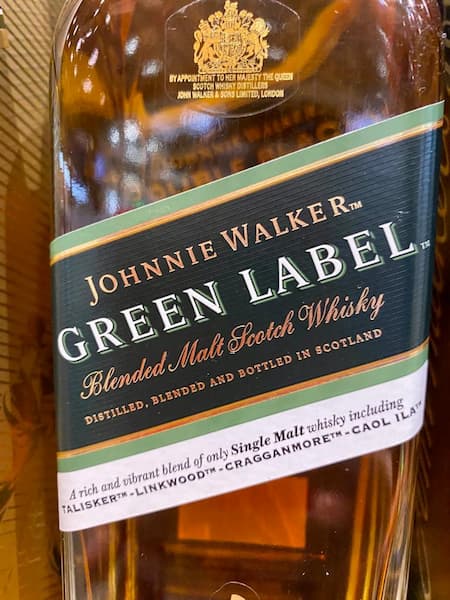 BY APPOINTMENT TO HER MAJESTY THE QUEEN
SCOTCH WHISKY DISTILLERS
JOHN WALKER & SONS LIMITED, LONDON
JOHNNIE WALKER™
GREEN LABEL™
Blended Malt Scotch Whisky
DISTILLED, BLENDED AND BOTTLED IN SCOTLAND
A rich and vibrant blend of only Single Malt whisky including
TALISKER™-LINKWOOD™-CRAGGANMORE™-CAOL ILA™